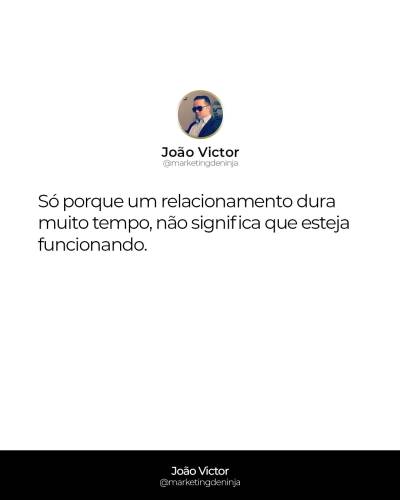 João Victor
@marketingdeninja
Só porque um relacionamento dura
muito tempo, não significa que esteja
funcionando.
João Victor
@marketingdeninja